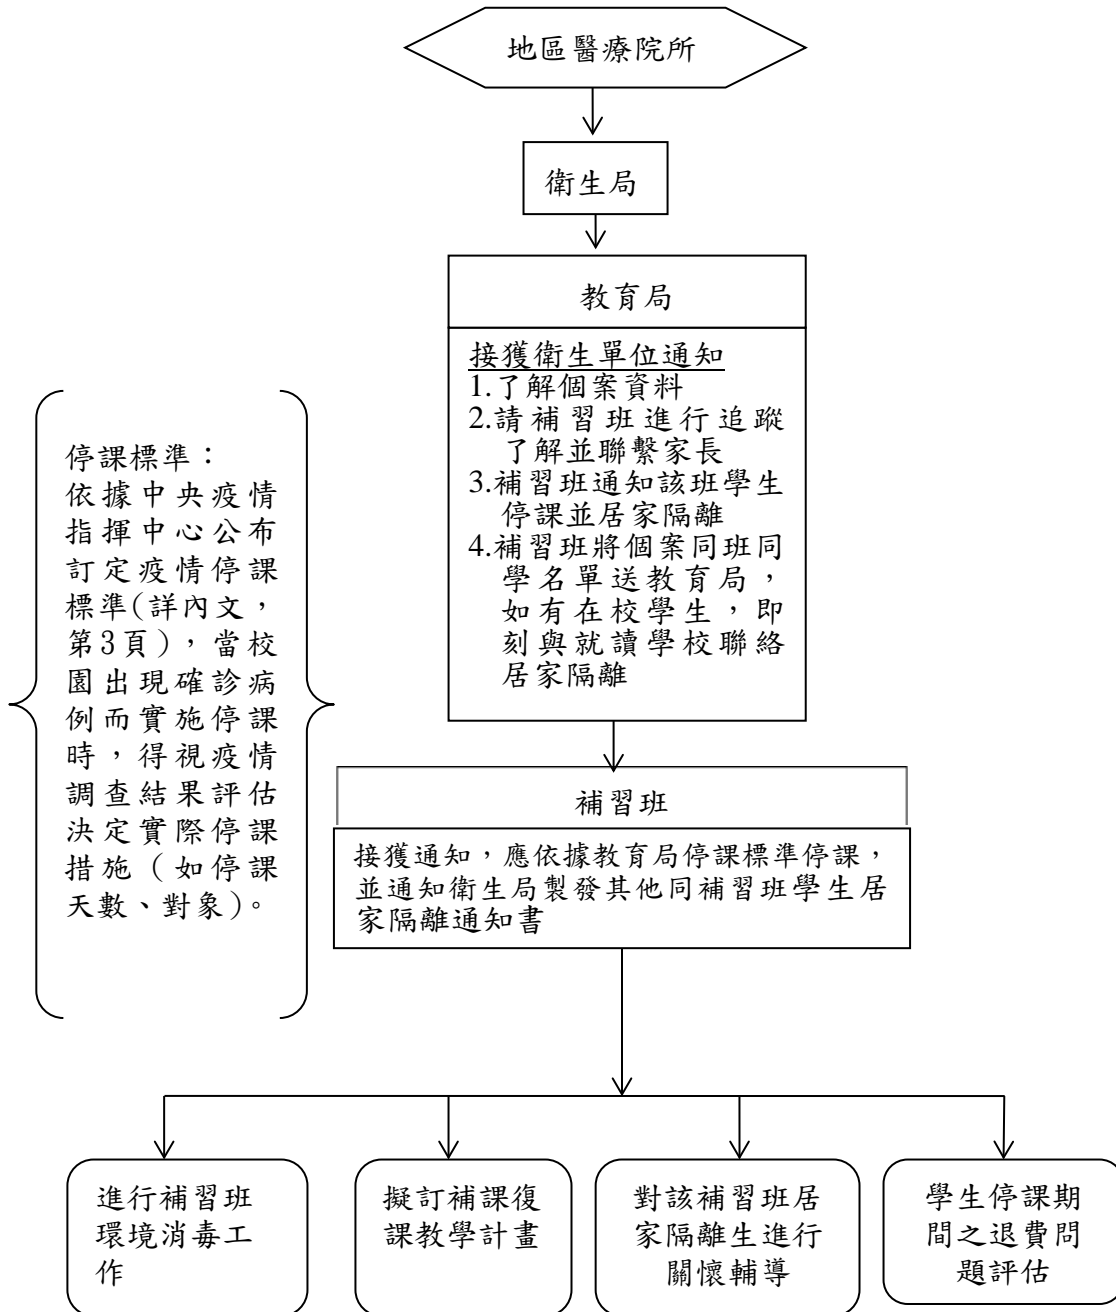 地區醫療院所
衛生局
教育局
接獲衛生單位通知
1.了解個案資料
2.請補習班進行追蹤
了解並聯繫家長
3.補習班通知該班學生
停課並居家隔離
4.補習班將個案同班同
學名單送教育局，
如有在校學生，即
刻與就讀學校聯絡
居家隔離
停課標準：
依據中央疫情
指揮中心公布
訂定疫情停課
標準(詳內文，
第3頁)，當校
園出現確診病
例而實施停課
時，得視疫情
調查結果評估
決定實際停課
措施（如停課
天數、對象）。
補習班
接獲通知，應依據教育局停課標準停課，
並通知衛生局製發其他同補習班學生居
家隔離通知書
進行補習班
環境消毒工
作
擬訂補課復
課教學計畫
對該補習班居
家隔離生進行
關懷輔導
學生停課期
間之退費問
題評估